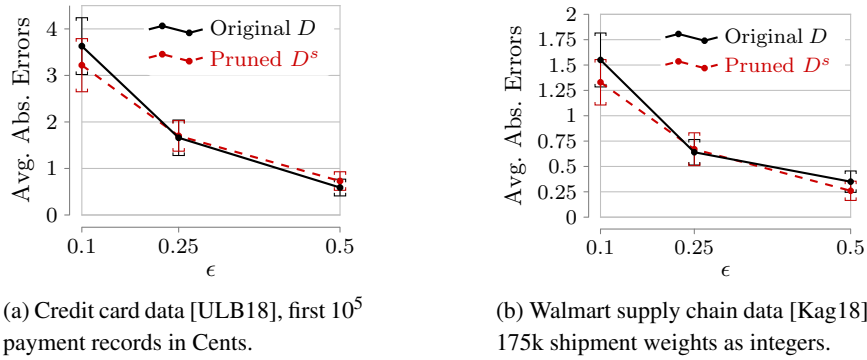 Avg. Abs. Errors
4
3
2
1
0
Original D
Pruned D^s
0.1
0.25
0.5
ϵ
(a) Credit card data [ULB18], first 10^5
payment records in Cents.
Avg. Abs. Errors
2
1.75
1.5
1.25
1
0.75
0.5
0.25
0
Original D
Pruned D^s
0.1
0.25
0.5
ϵ
(b) Walmart supply chain data [Kag18]
175k shipment weights as integers.